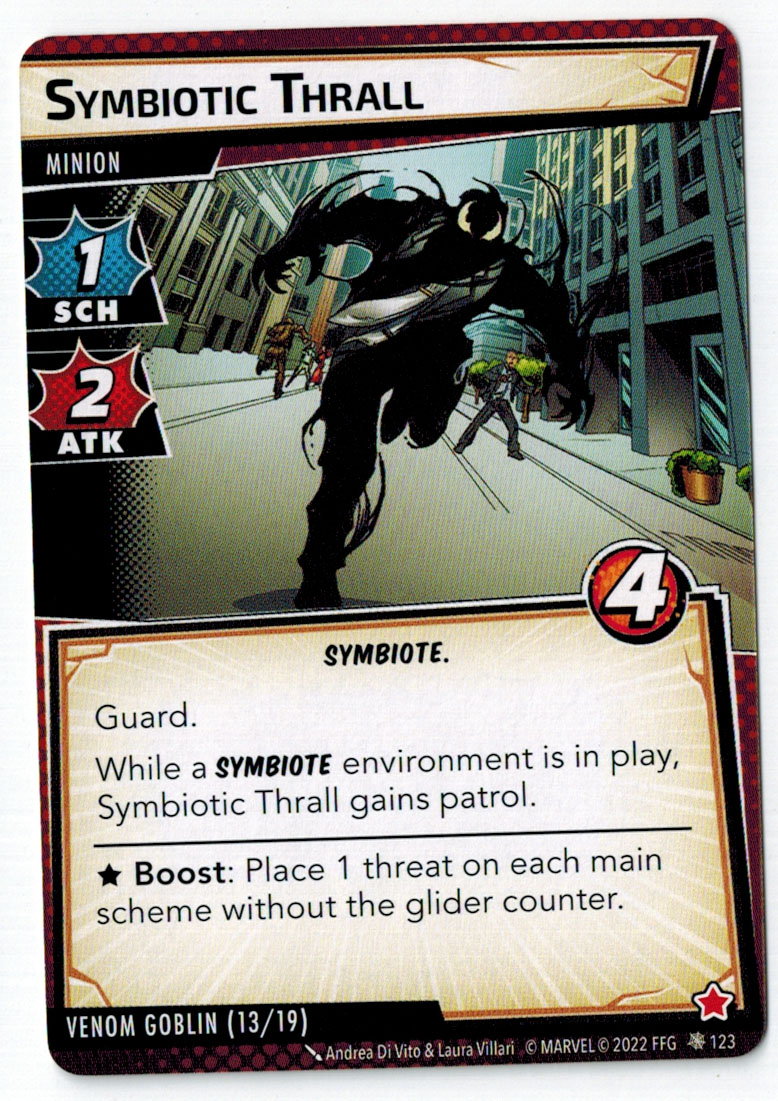 SYMBIOTIC THRALL
MINION
1
SCH
2
ATK
4
SYMBIOTE.
Guard.
While a SYMBIOTE environment is in play,
Symbiotic Thrall gains patrol.
★ Boost: Place 1 threat on each main
scheme without the glider counter.
VENOM GOBLIN (13/19)
Andrea Di Vito & Laura Villari © MARVEL © 2022 FFG 123